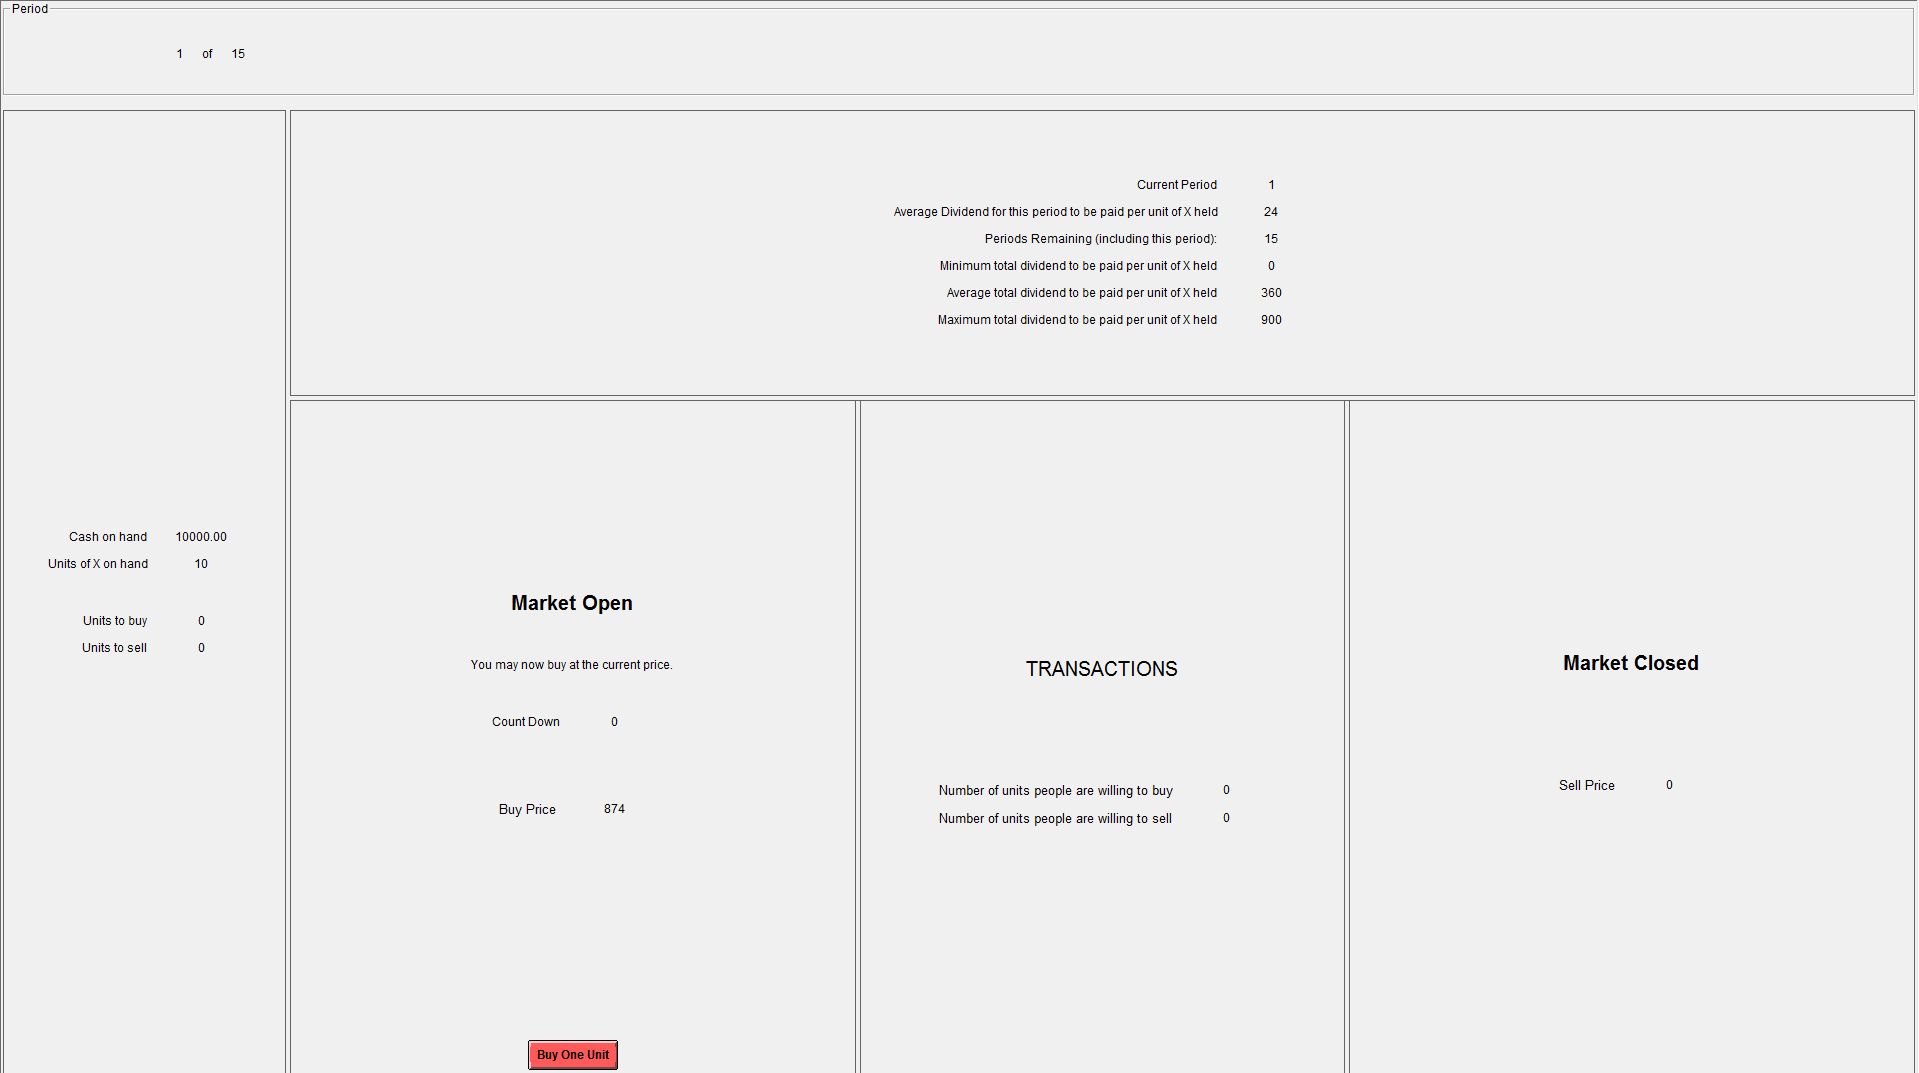 Period
1 of 15
Current Period 1
Average Dividend for this period to be paid per unit of X held 24
Periods Remaining (including this period): 15
Minimum total dividend to be paid per unit of X held 0
Average total dividend to be paid per unit of X held 360
Maximum total dividend to be paid per unit of X held 900
Cash on hand 10000.00
Units of X on hand 10
Units to buy 0
Units to sell 0
Market Open
You may now buy at the current price.
Count Down 0
Buy Price 874
Buy One Unit
TRANSACTIONS
Number of units people are willing to buy 0
Number of units people are willing to sell 0
Market Closed
Sell Price 0